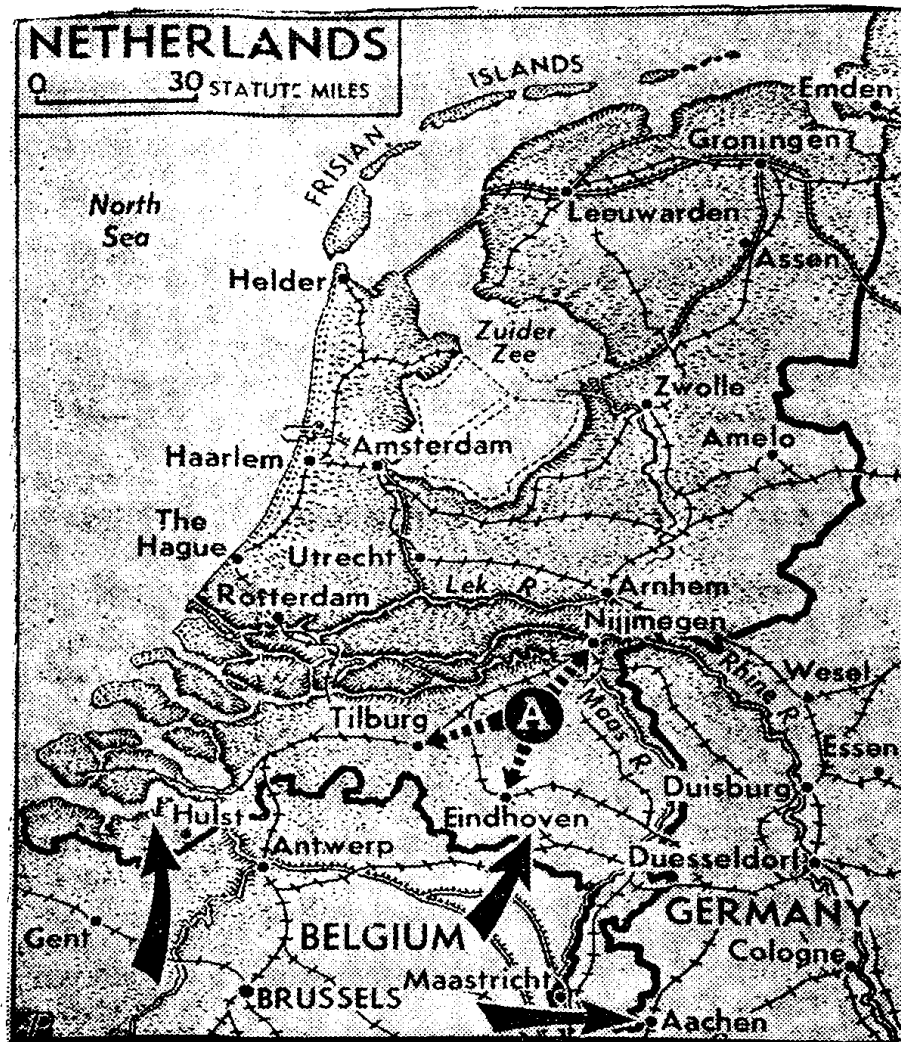 NETHERLANDS
0 30 STATUTE MILES
FRISIAN ISLANDS
Emden
Groningen
North
Sea
Leeuwarden
Assen
Helder
Zuider
Zee
Zwolle
Amelo
Haarlem
Amsterdam
The
Hague
Utrecht
Lek R
Arnhem
Rotterdam
Nijmegen
Rhine R
Wesel
A
Maas R
Tilburg
Essen
Duisburg
Hulst
Eindhoven
Antwerp
Duesseldorf
GERMANY
Gent
BELGIUM
Cologne
Maastricht
BRUSSELS
Aachen